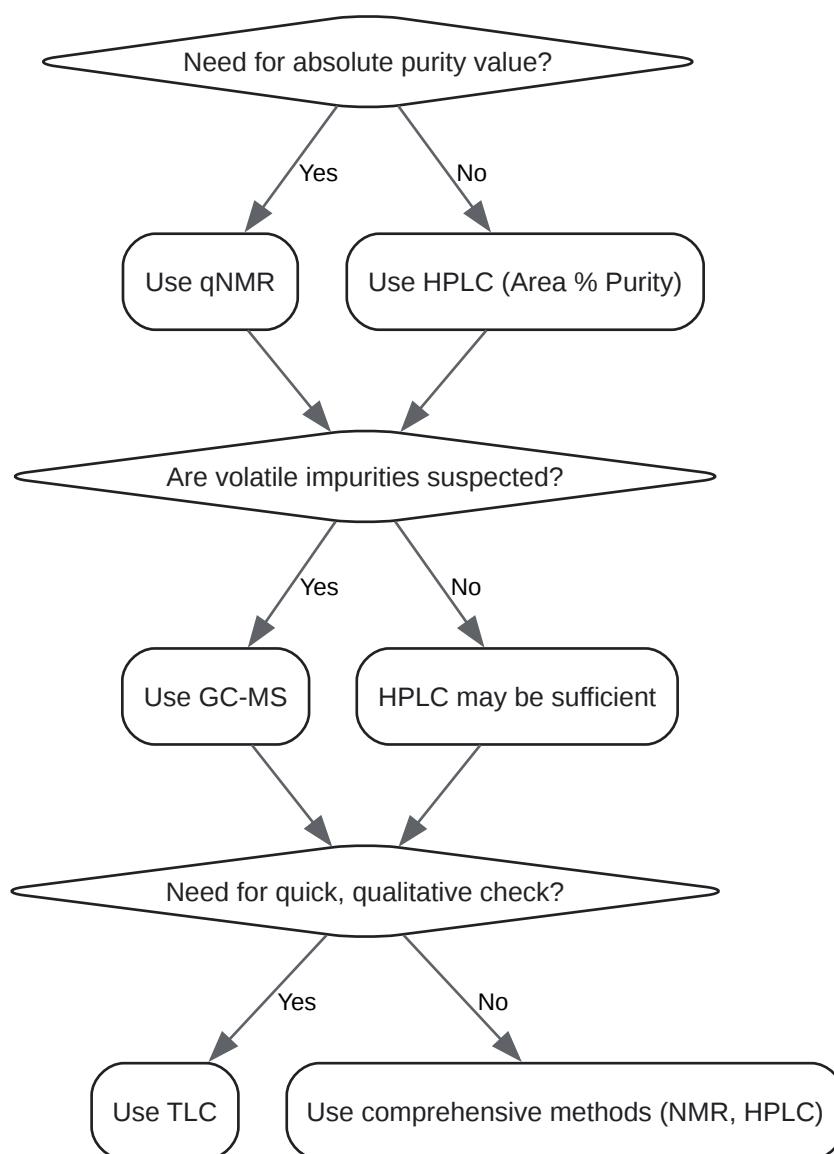 Need for absolute purity value?
Yes
No
Use qNMR
Use HPLC (Area % Purity)
Are volatile impurities suspected?
Yes
No
Use GC-MS
HPLC may be sufficient
Need for quick, qualitative check?
Yes
No
Use TLC
Use comprehensive methods (NMR, HPLC)